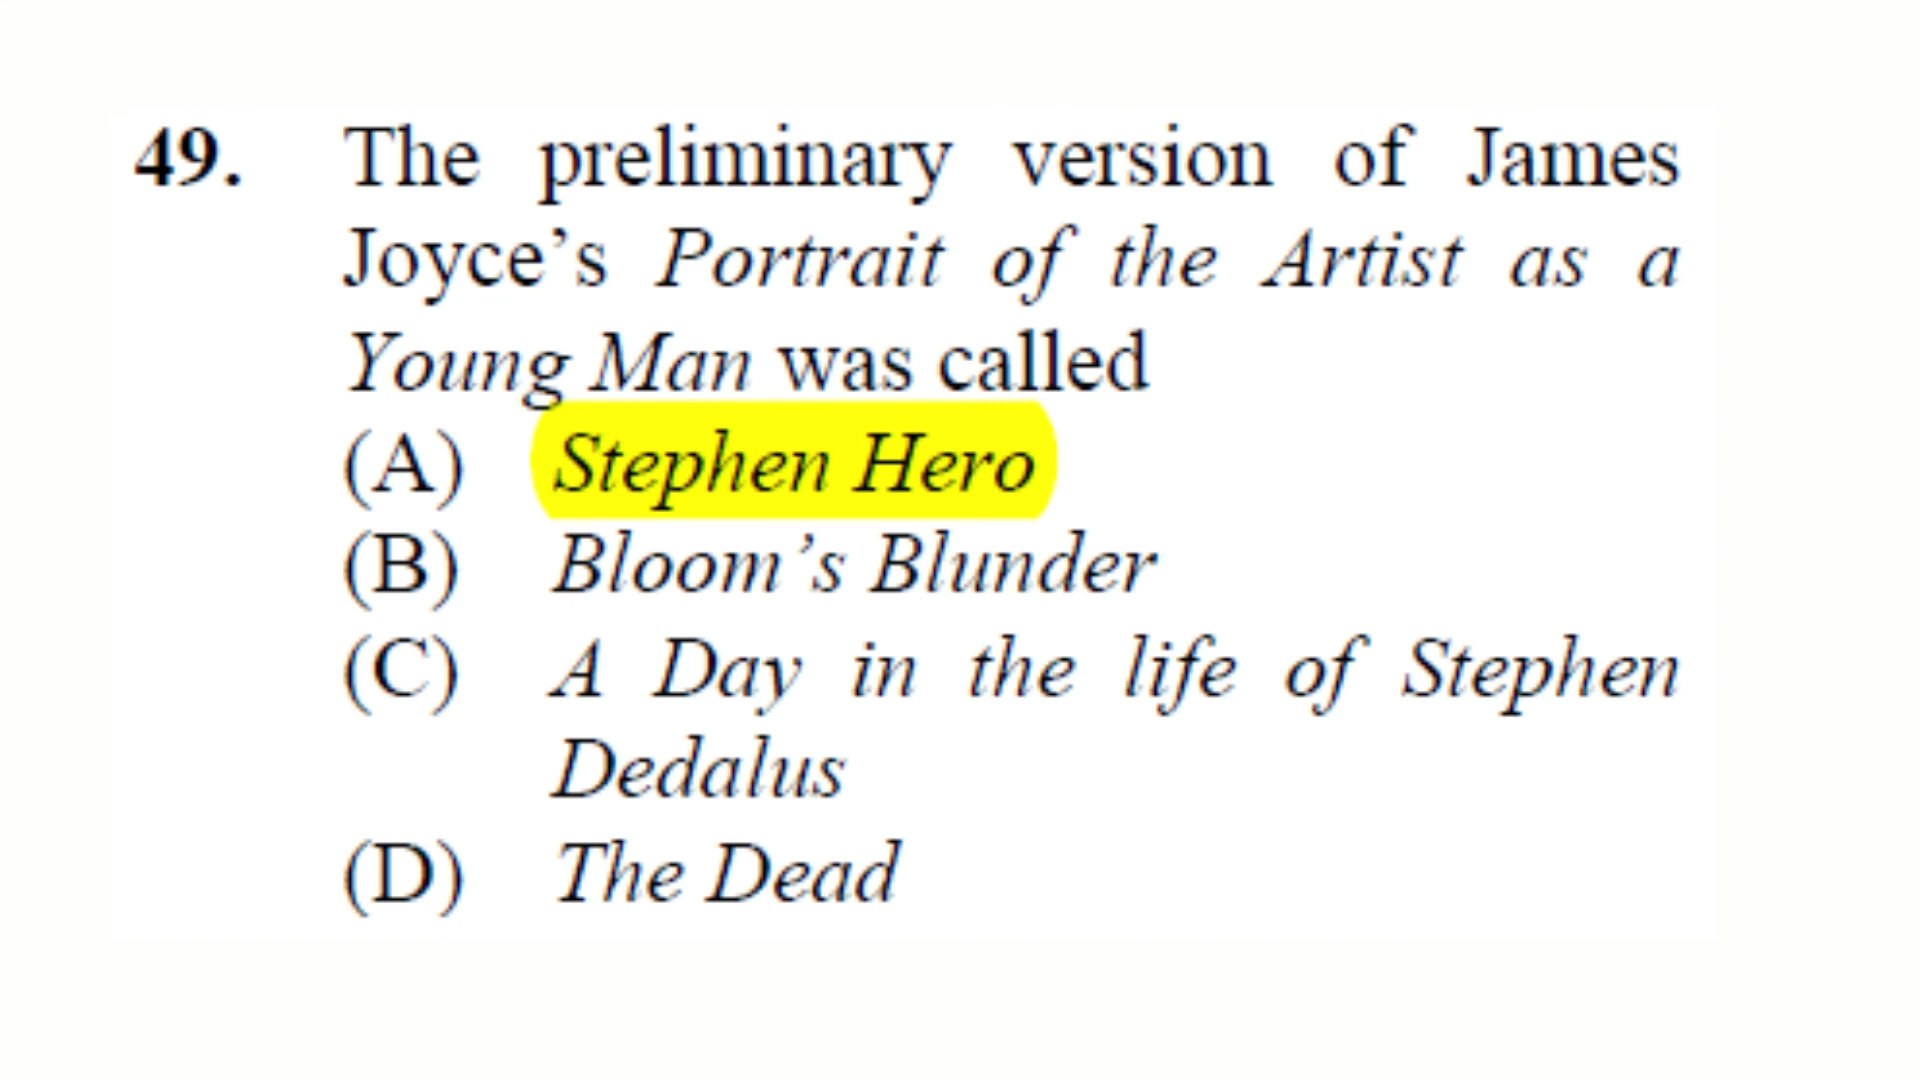 49. The preliminary version of James
Joyce’s Portrait of the Artist as a
Young Man was called
(A) Stephen Hero
(B) Bloom’s Blunder
(C) A Day in the life of Stephen
Dedalus
(D) The Dead